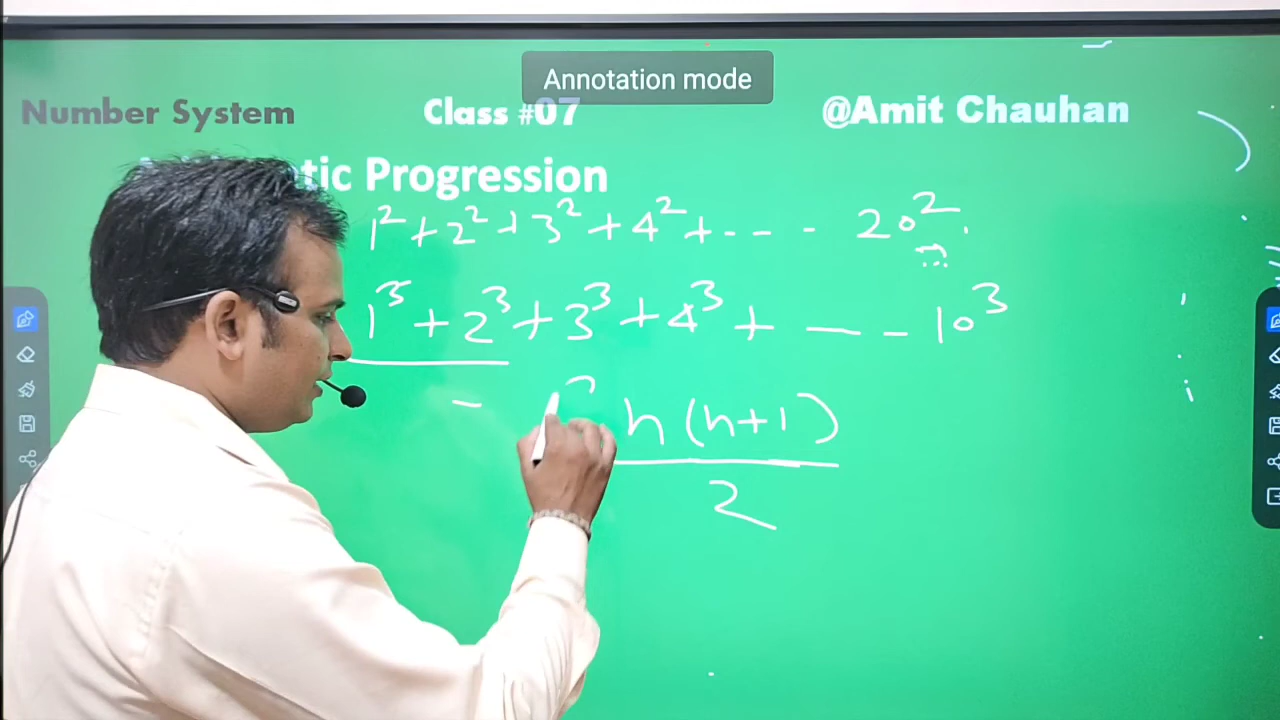 Annotation mode
Number System Class #07 @Amit Chauhan
tic Progression
1² + 2² + 3² + 4² + - - - 20²
1³ + 2³ + 3³ + 4³ + - - - 10³
n(n+1)
2